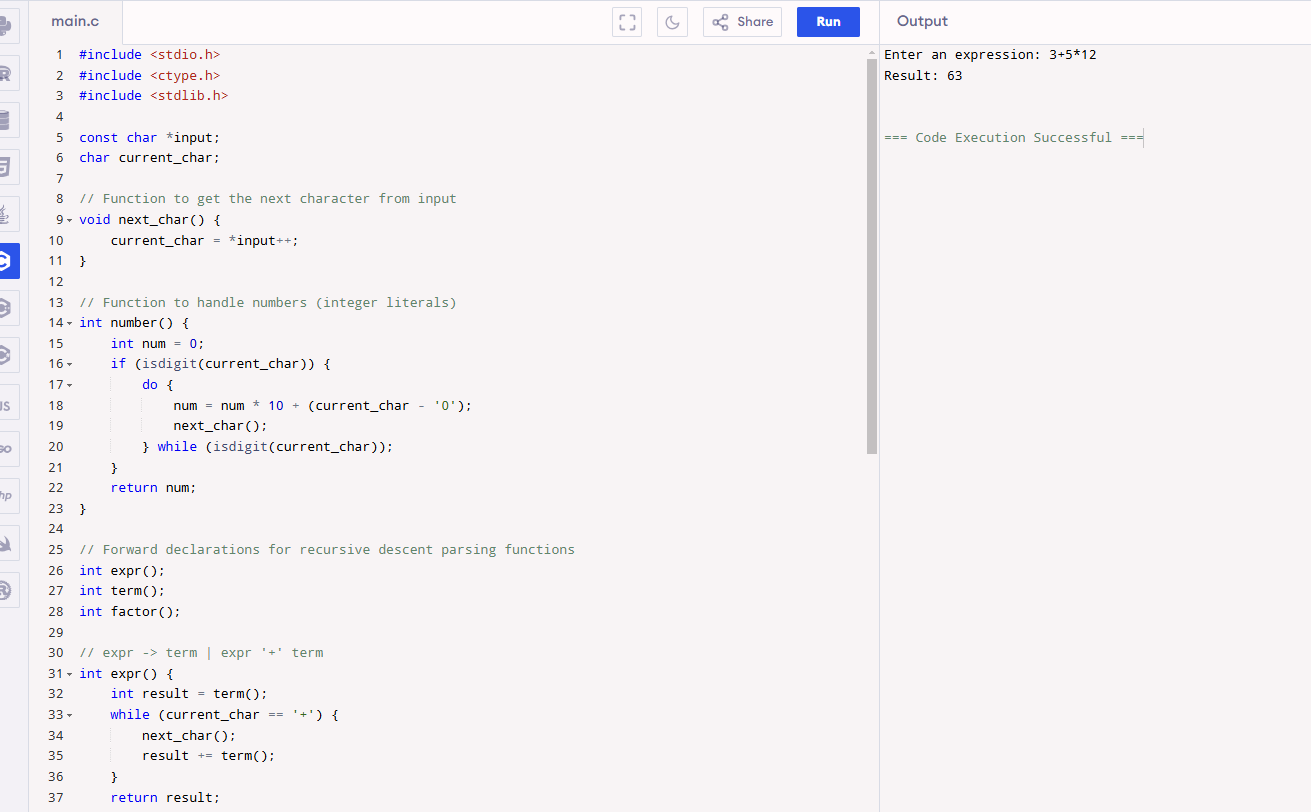 main.c
Share
Run
Output
1 #include <stdio.h>
2 #include <ctype.h>
3 #include <stdlib.h>
4
5 const char *input;
6 char current_char;
7
8 // Function to get the next character from input
9 void next_char() {
10     current_char = *input++;
11 }
12
13 // Function to handle numbers (integer literals)
14 int number() {
15     int num = 0;
16     if (isdigit(current_char)) {
17         do {
18             num = num * 10 + (current_char - '0');
19             next_char();
20         } while (isdigit(current_char));
21     }
22     return num;
23 }
24
25 // Forward declarations for recursive descent parsing functions
26 int expr();
27 int term();
28 int factor();
29
30 // expr -> term | expr '+' term
31 int expr() {
32     int result = term();
33     while (current_char == '+') {
34         next_char();
35         result += term();
36     }
37     return result;
Enter an expression: 3+5*12
Result: 63
=== Code Execution Successful ===